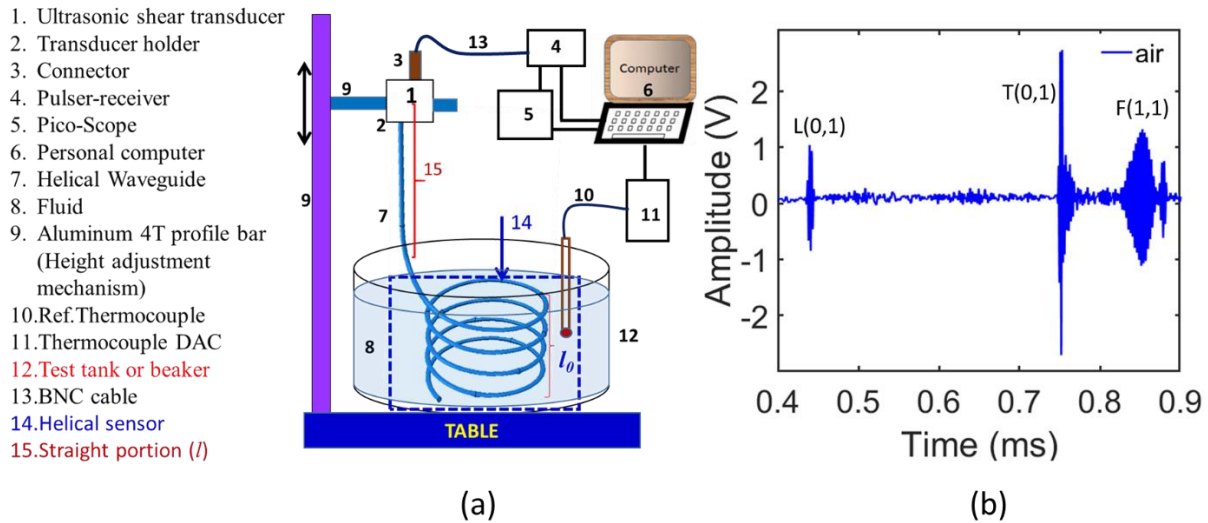 1. Ultrasonic shear transducer
2. Transducer holder
3. Connector
4. Pulser-receiver
5. Pico-Scope
6. Personal computer
7. Helical Waveguide
8. Fluid
9. Aluminum 4T profile bar
(Height adjustment
mechanism)
10.Ref.Thermocouple
11.Thermocouple DAC
12.Test tank or beaker
13.BNC cable
14.Helical sensor
15.Straight portion (l)
13
3
4
Computer
6
9
1
2
5
15
10
11
9
7
14
8
l0
12
TABLE
(a)
air
T(0,1)
L(0,1)
F(1,1)
Amplitude (V)
2
1
0
-1
-2
0.4 0.5 0.6 0.7 0.8 0.9
Time (ms)
(b)